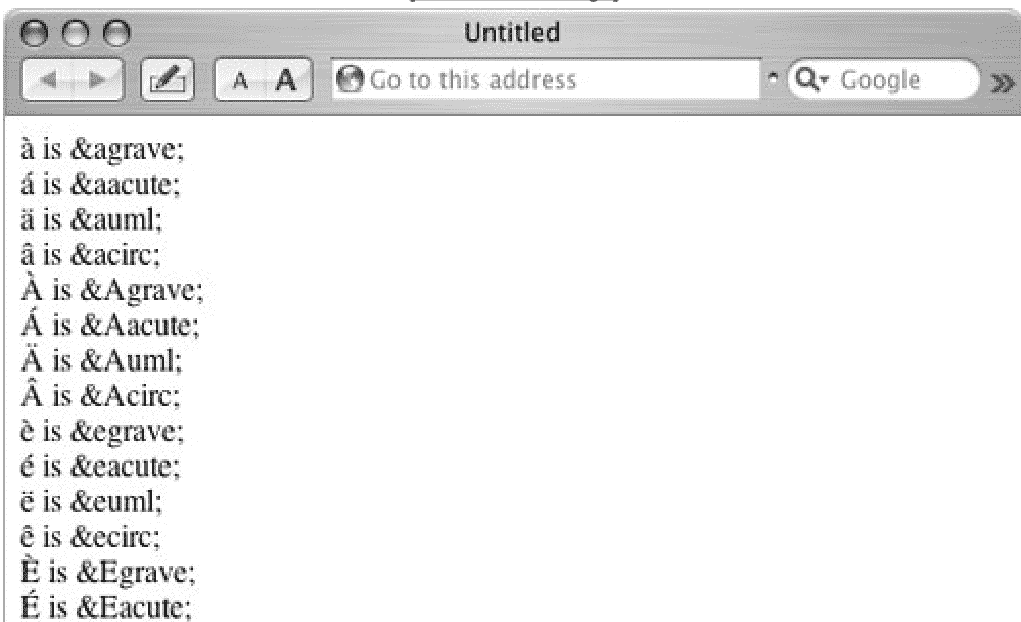 Untitled
A A Go to this address Google
à is &agrave;
á is &aacute;
ä is &auml;
â is &acirc;
À is &Agrave;
Á is &Aacute;
Ä is &Auml;
Â is &Acirc;
è is &egrave;
é is &eacute;
ë is &euml;
ê is &ecirc;
È is &Egrave;
É is &Eacute;